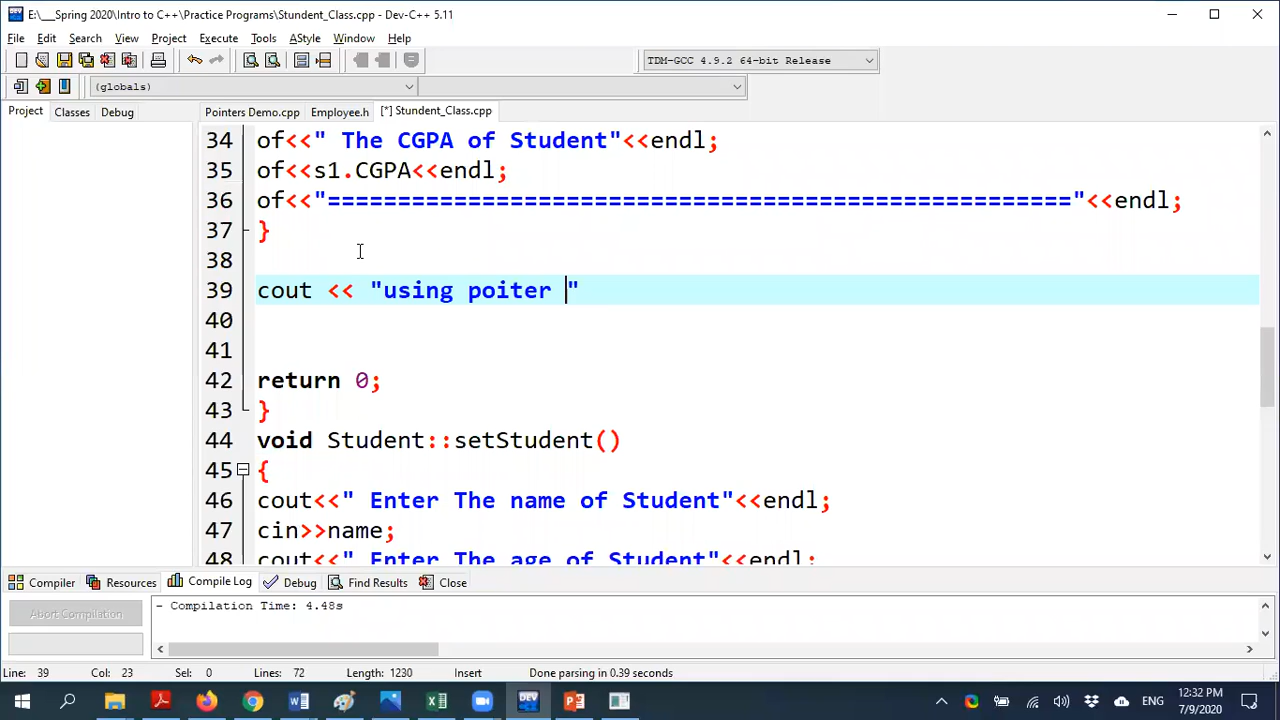 E:\___Spring 2020\Intro to C++\Practice Programs\Stundent_Class.cpp - Dev-C++ 5.11
File Edit Search View Project Execute Tools AStyle Window Help
TDM-GCC 4.9.2 64-bit Release
(globals)
Project Classes Debug Pointers Demo.cpp Employee.h [*] Stundent_Class.cpp
34 of<<" The CGPA of Student"<<endl;
35 of<<s1.CGPA<<endl;
36 of<<"====================================================="<<endl;
37 }
38
39 cout << "using poiter "
40
41
42 return 0;
43 }
44 void Student::setStudent()
45 {
46 cout<<" Enter The name of Student"<<endl;
47 cin>>name;
48 cout<<" Enter The age of Student"<<endl;
Compiler Resources Compile Log Debug Find Results Close
Abort Compilation
- Compilation Time: 4.48s
Line: 39 Col: 23 Sel: 0 Lines: 72 Length: 1230 Insert Done parsing in 0.39 seconds
DEV
ENG
12:32 PM
7/9/2020